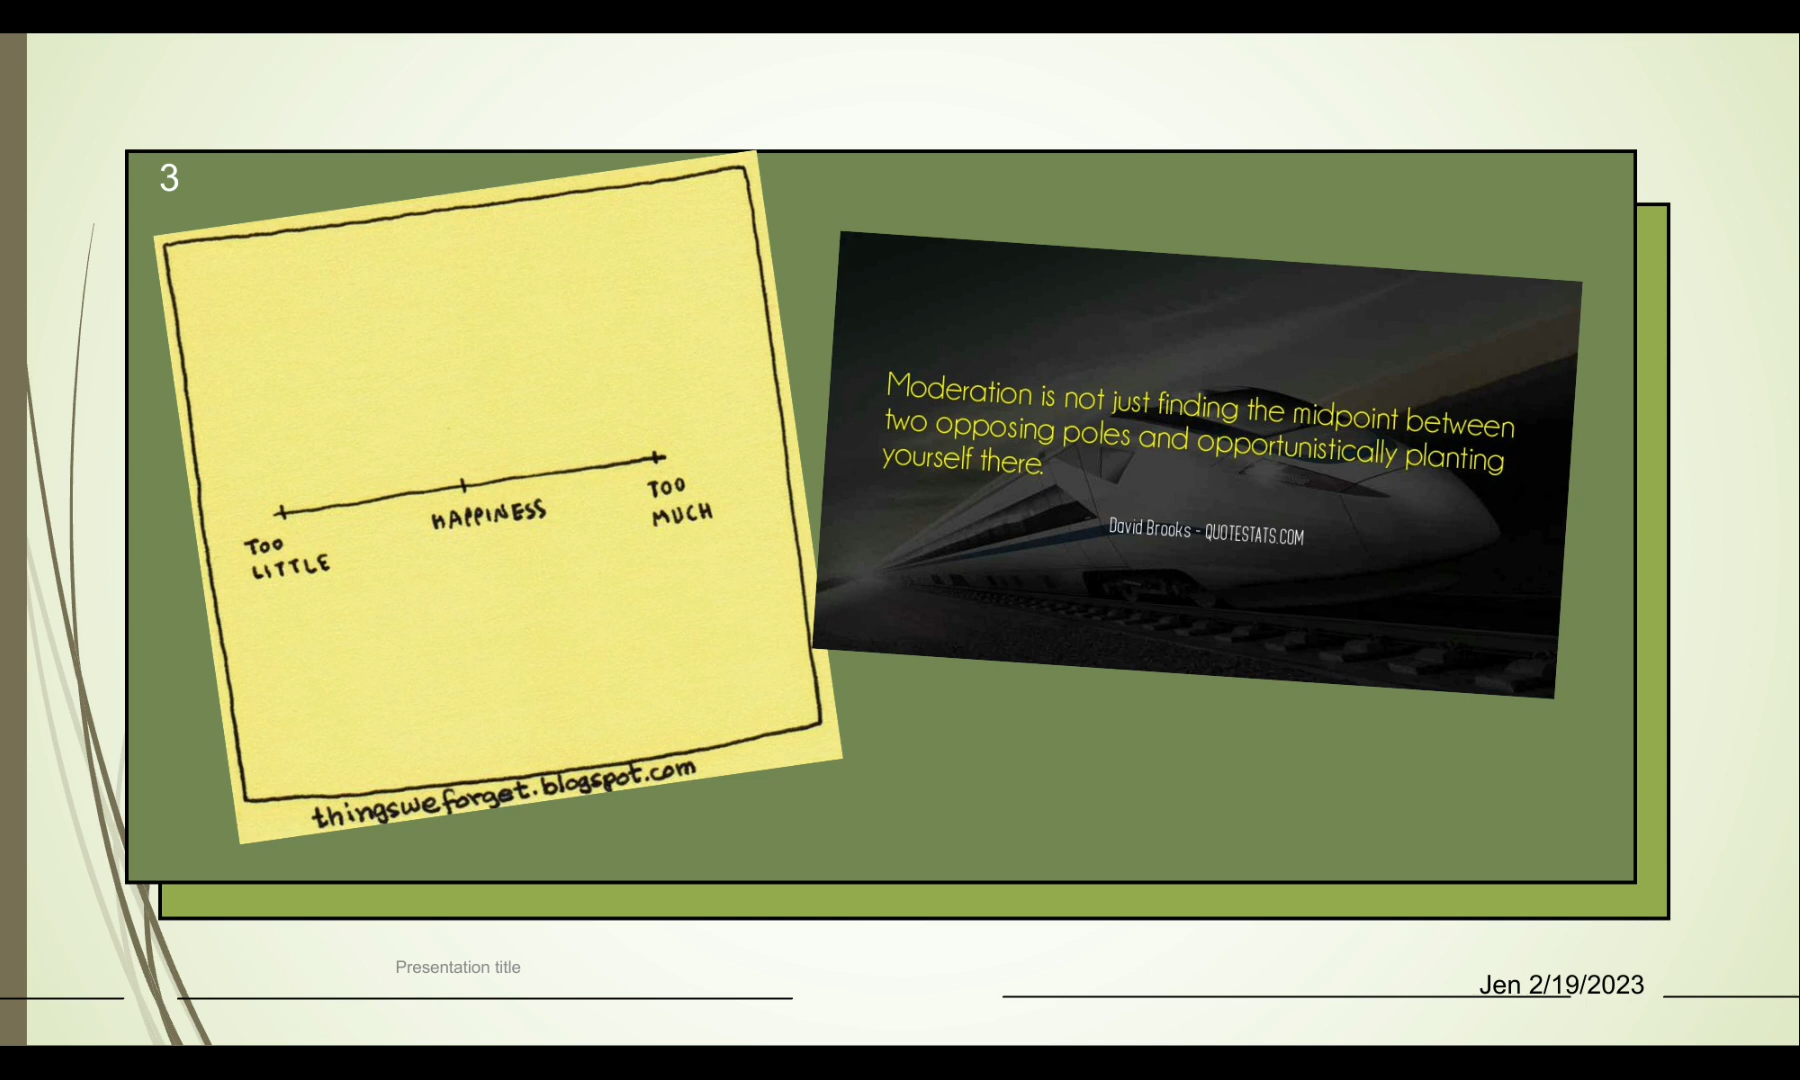 3
TOO
LITTLE
HAPPINESS
TOO
MUCH
thingsweforget.blogspot.com
Moderation is not just finding the midpoint between
two opposing poles and opportunistically planting
yourself there.
David Brooks - QUOTESTATS.COM
Presentation title
Jen 2/19/2023